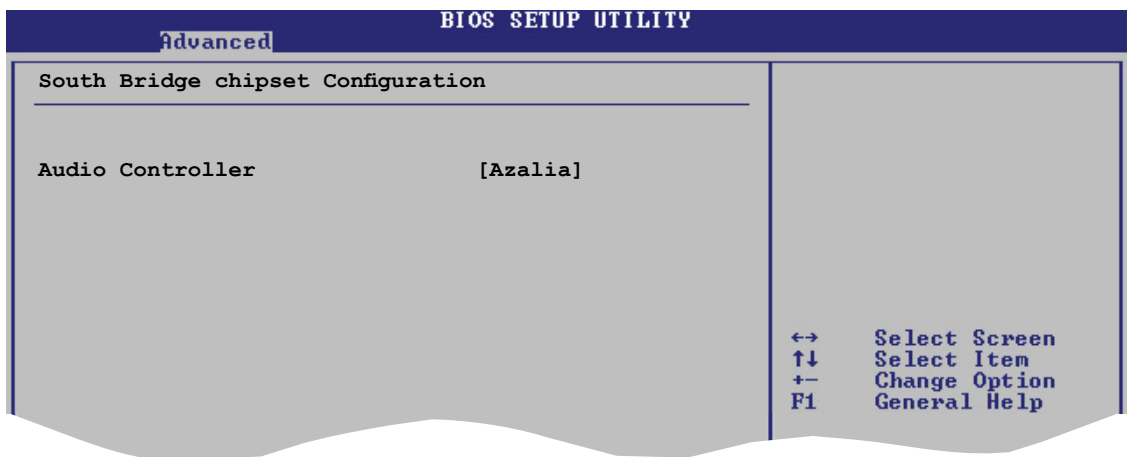 BIOS SETUP UTILITY
Advanced
South Bridge chipset Configuration
Audio Controller [Azalia]
←→ Select Screen
↑↓ Select Item
+- Change Option
F1 General Help